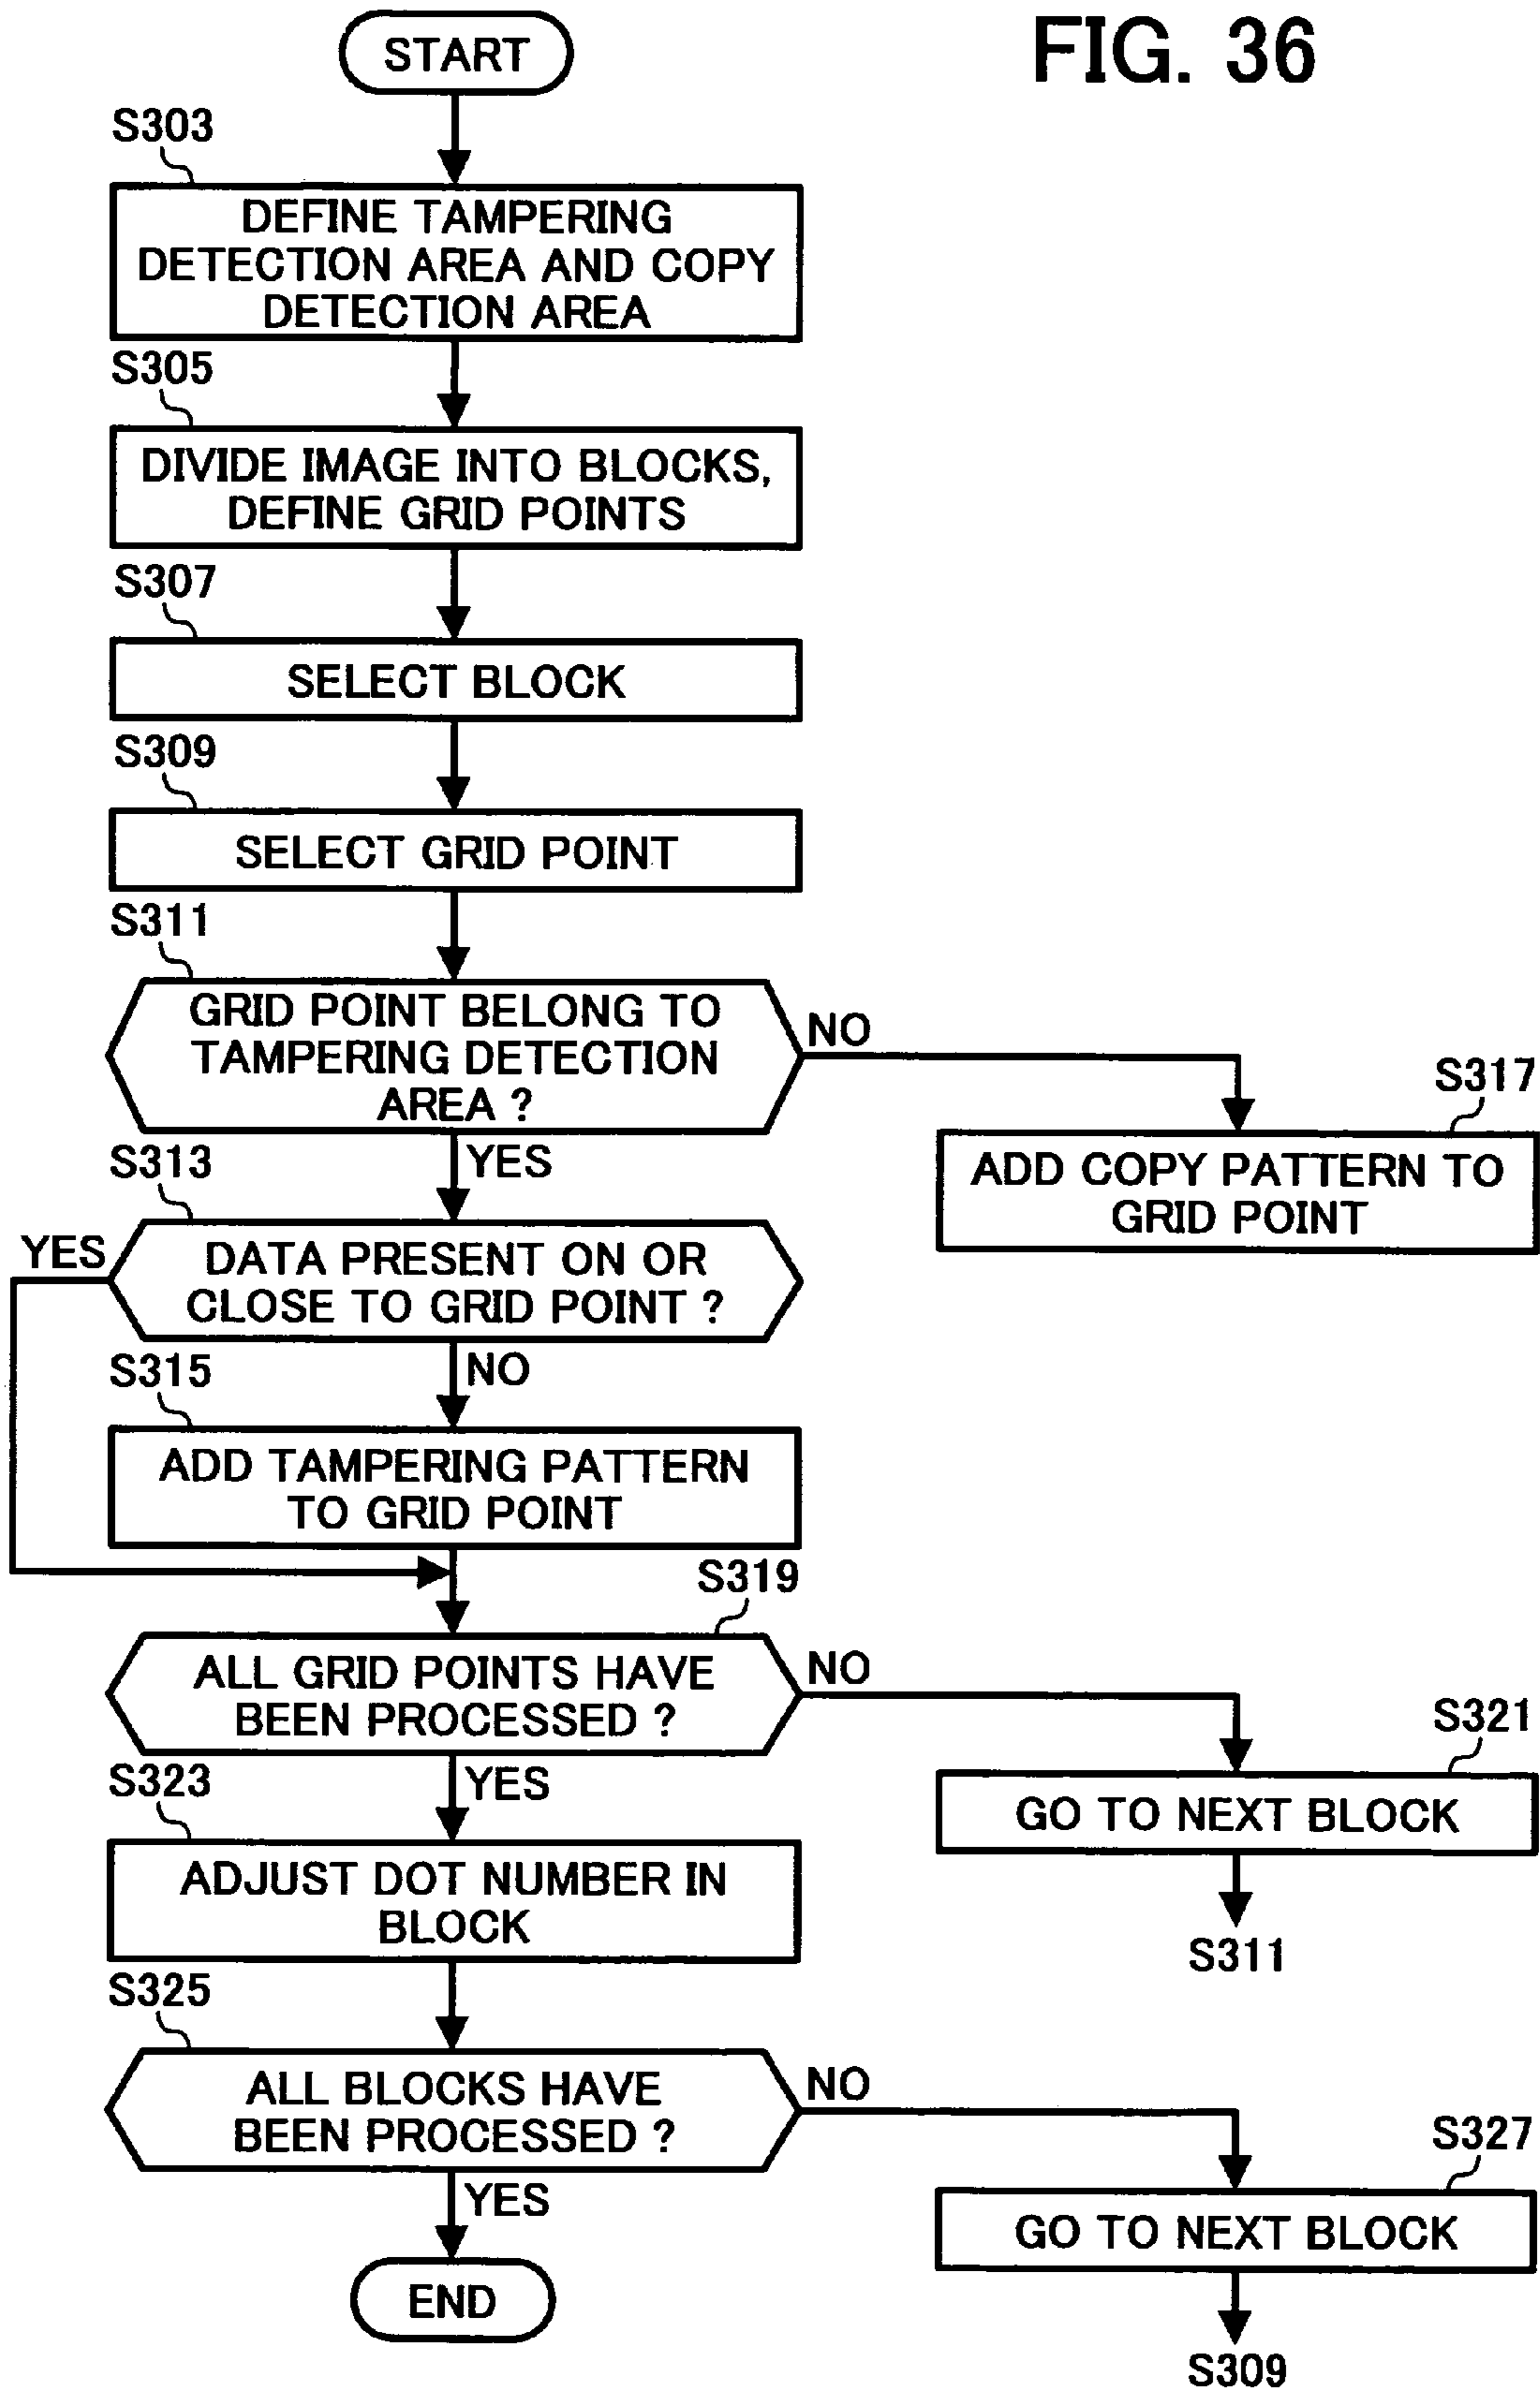 FIG. 36
START
S303
DEFINE TAMPERING
DETECTION AREA AND COPY
DETECTION AREA
S305
DIVIDE IMAGE INTO BLOCKS,
DEFINE GRID POINTS
S307
SELECT BLOCK
S309
SELECT GRID POINT
S311
GRID POINT BELONG TO
TAMPERING DETECTION
AREA ?
NO
S317
ADD COPY PATTERN TO
GRID POINT
YES
S313
YES
DATA PRESENT ON OR
CLOSE TO GRID POINT ?
NO
S315
ADD TAMPERING PATTERN
TO GRID POINT
S319
ALL GRID POINTS HAVE
BEEN PROCESSED ?
NO
S321
GO TO NEXT BLOCK
S311
YES
S323
ADJUST DOT NUMBER IN
BLOCK
S325
ALL BLOCKS HAVE
BEEN PROCESSED ?
NO
S327
GO TO NEXT BLOCK
S309
YES
END